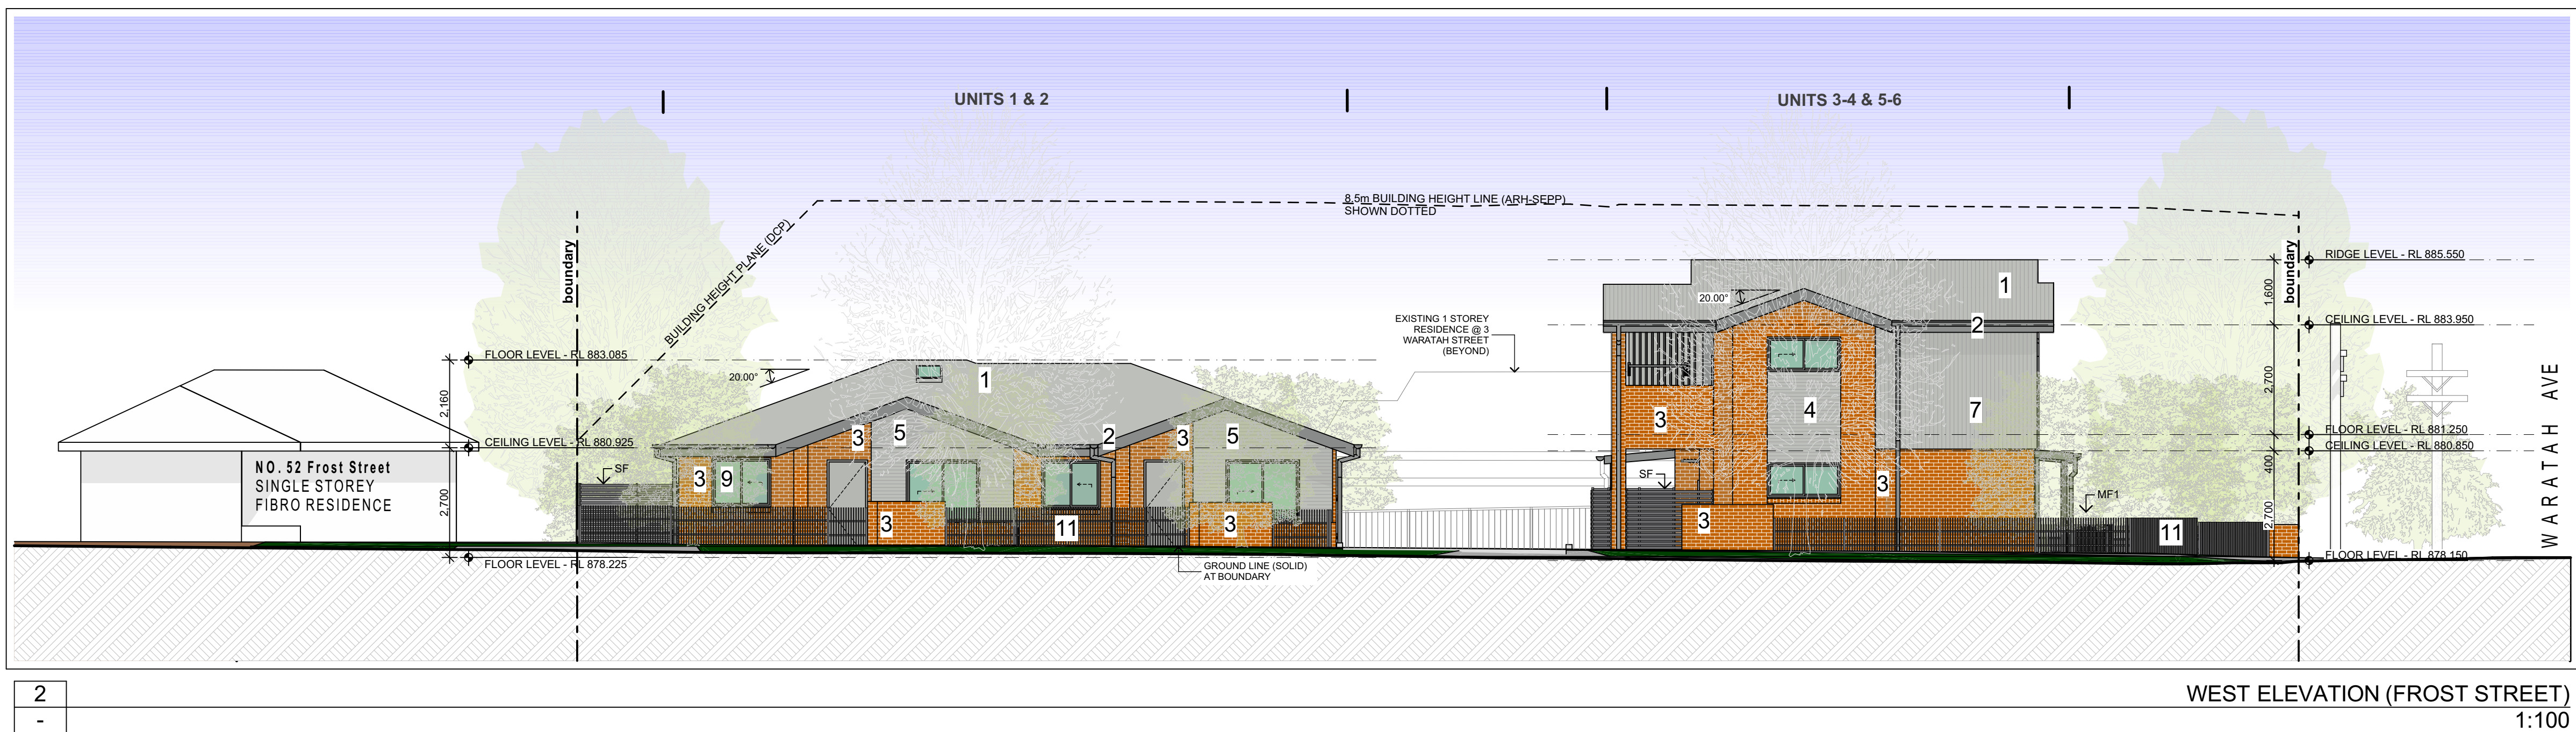 UNITS 1 & 2
UNITS 3-4 & 5-6
8.5m BUILDING HEIGHT LINE (ARH-SEPP)
SHOWN DOTTED
BUILDING HEIGHT PLANE (DCP)
boundary
boundary
RIDGE LEVEL - RL 885.550
1,600
CEILING LEVEL - RL 883.950
2,700
FLOOR LEVEL - RL 881.250
CEILING LEVEL - RL 880.850
400
2,700
FLOOR LEVEL - RL 878.150
WARATAH AVE
EXISTING 1 STOREY
RESIDENCE @ 3
WARATAH STREET
(BEYOND)
20.00°
1
2
3
4
7
3
SF
3
MF1
11
FLOOR LEVEL - RL 883.085
2,160
CEILING LEVEL - RL 880.925
2,700
FLOOR LEVEL - RL 878.225
20.00°
1
3
5
2
3
5
SF
3
9
3
11
3
NO. 52 Frost Street
SINGLE STOREY
FIBRO RESIDENCE
GROUND LINE (SOLID)
AT BOUNDARY
2
-
WEST ELEVATION (FROST STREET)
1:100